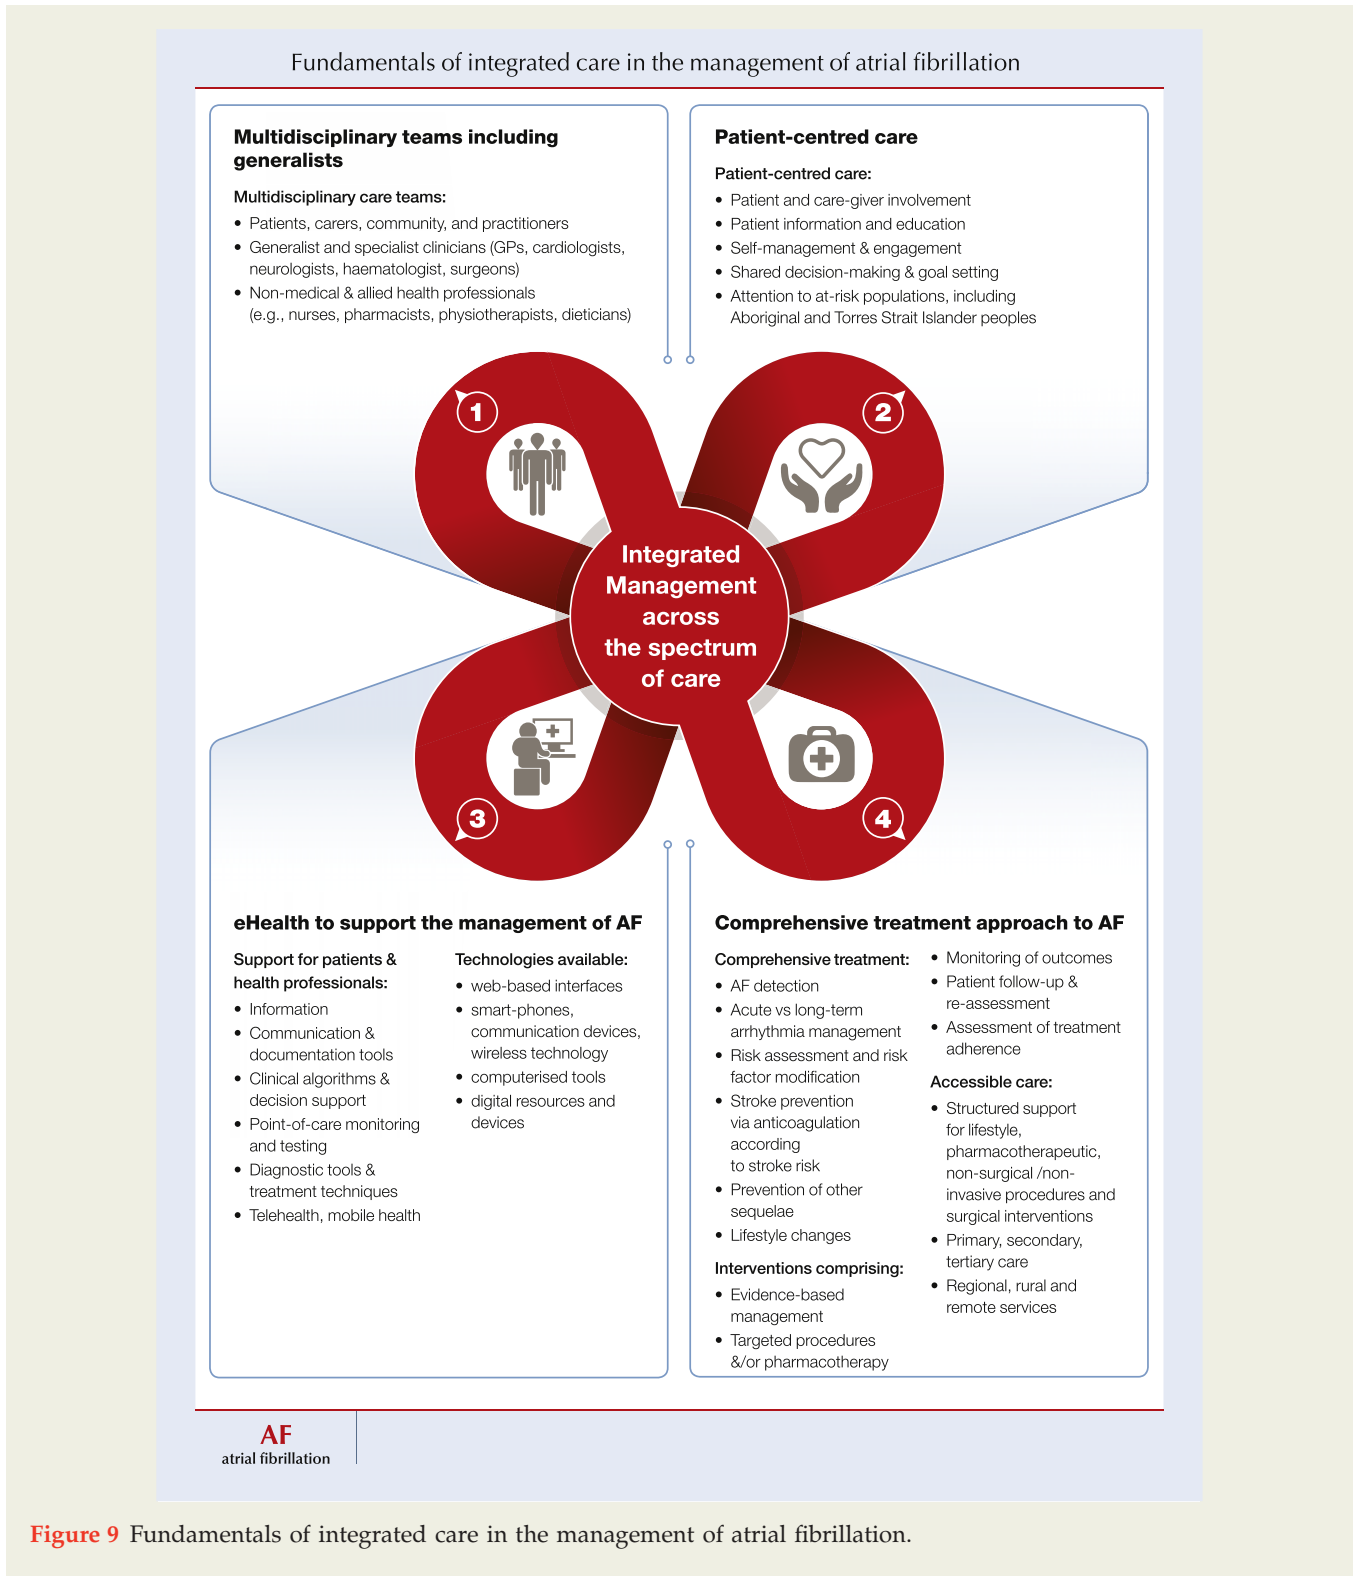 Fundamentals of integrated care in the management of atrial fibrillation
Multidisciplinary teams including
generalists
Multidisciplinary care teams:
• Patients, carers, community, and practitioners
• Generalist and specialist clinicians (GPs, cardiologists,
neurologists, haematologist, surgeons)
• Non-medical & allied health professionals
(e.g., nurses, pharmacists, physiotherapists, dieticians)
Patient-centred care
Patient-centred care:
• Patient and care-giver involvement
• Patient information and education
• Self-management & engagement
• Shared decision-making & goal setting
• Attention to at-risk populations, including
Aboriginal and Torres Strait Islander peoples
1
2
Integrated
Management
across
the spectrum
of care
3
4
eHealth to support the management of AF
Support for patients &
health professionals:
• Information
• Communication &
documentation tools
• Clinical algorithms &
decision support
• Point-of-care monitoring
and testing
• Diagnostic tools &
treatment techniques
• Telehealth, mobile health
Technologies available:
• web-based interfaces
• smart-phones,
communication devices,
wireless technology
• computerised tools
• digital resources and
devices
Comprehensive treatment approach to AF
Comprehensive treatment:
• AF detection
• Acute vs long-term
arrhythmia management
• Risk assessment and risk
factor modification
• Stroke prevention
via anticoagulation
according
to stroke risk
• Prevention of other
sequelae
• Lifestyle changes
Interventions comprising:
• Evidence-based
management
• Targeted procedures
&/or pharmacotherapy
• Monitoring of outcomes
• Patient follow-up &
re-assessment
• Assessment of treatment
adherence
Accessible care:
• Structured support
for lifestyle,
pharmacotherapeutic,
non-surgical /non-
invasive procedures and
surgical interventions
• Primary, secondary,
tertiary care
• Regional, rural and
remote services
AF
atrial fibrillation
Figure 9 Fundamentals of integrated care in the management of atrial fibrillation.